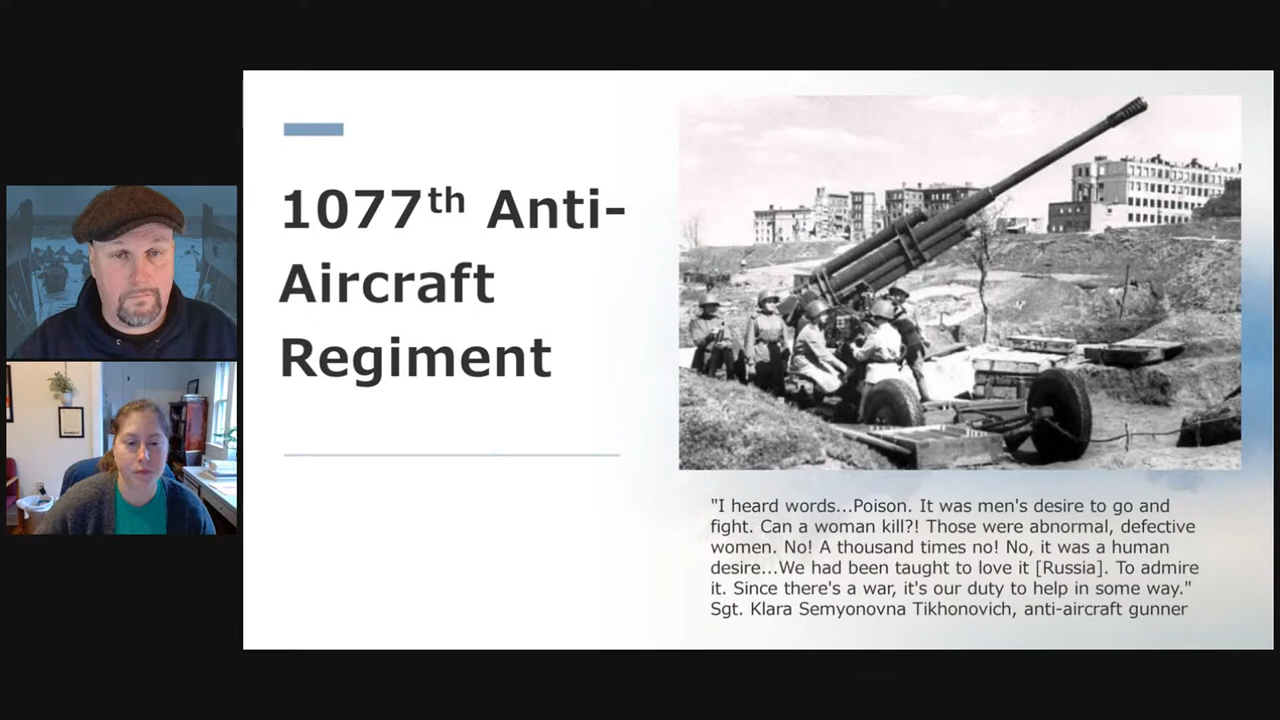 1077th Anti-
Aircraft
Regiment
"I heard words...Poison. It was men's desire to go and
fight. Can a woman kill?! Those were abnormal, defective
women. No! A thousand times no! No, it was a human
desire...We had been taught to love it [Russia]. To admire
it. Since there's a war, it's our duty to help in some way."
Sgt. Klara Semyonovna Tikhonovich, anti-aircraft gunner